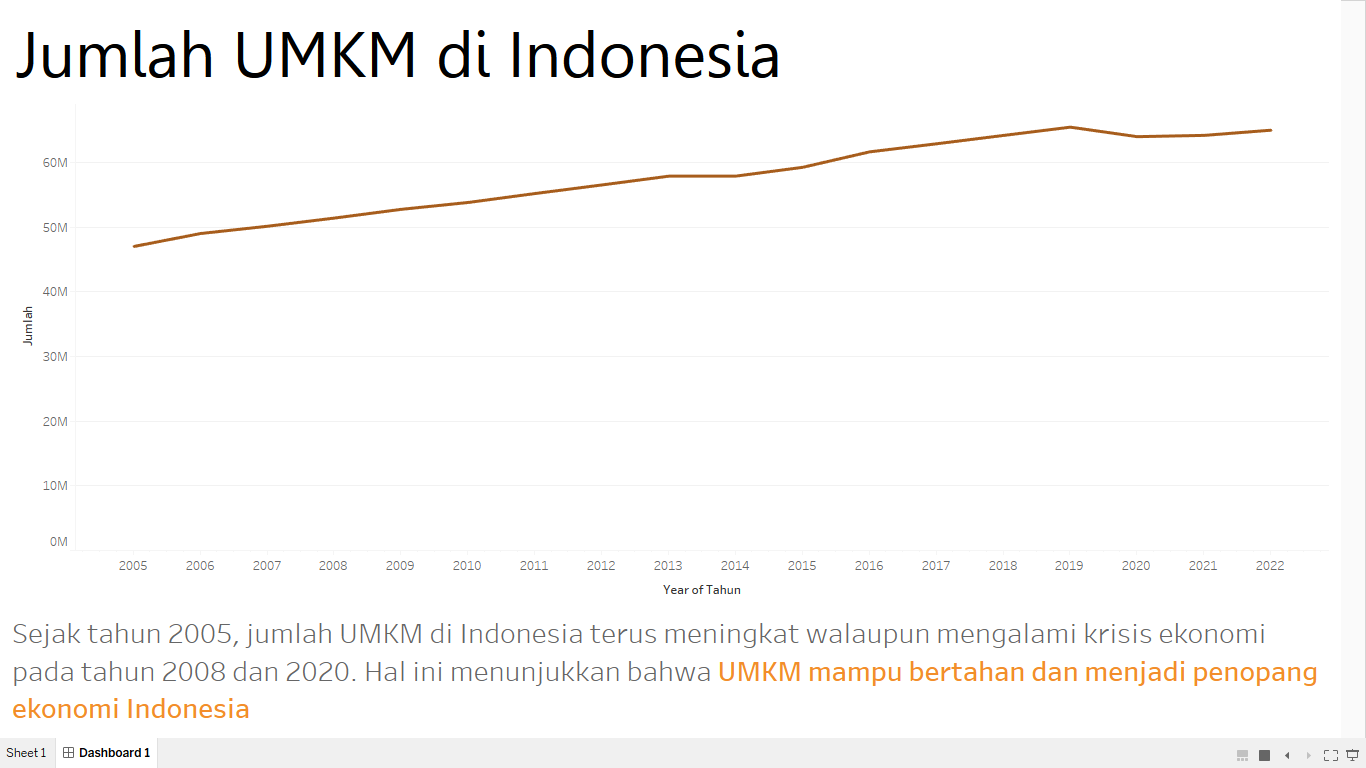 Jumlah UMKM di Indonesia
60M
50M
40M
30M
20M
10M
0M
Jumlah
2005 2006 2007 2008 2009 2010 2011 2012 2013 2014 2015 2016 2017 2018 2019 2020 2021 2022
Year of Tahun
Sejak tahun 2005, jumlah UMKM di Indonesia terus meningkat walaupun mengalami krisis ekonomi
pada tahun 2008 dan 2020. Hal ini menunjukkan bahwa UMKM mampu bertahan dan menjadi penopang
ekonomi Indonesia
Sheet 1 Dashboard 1